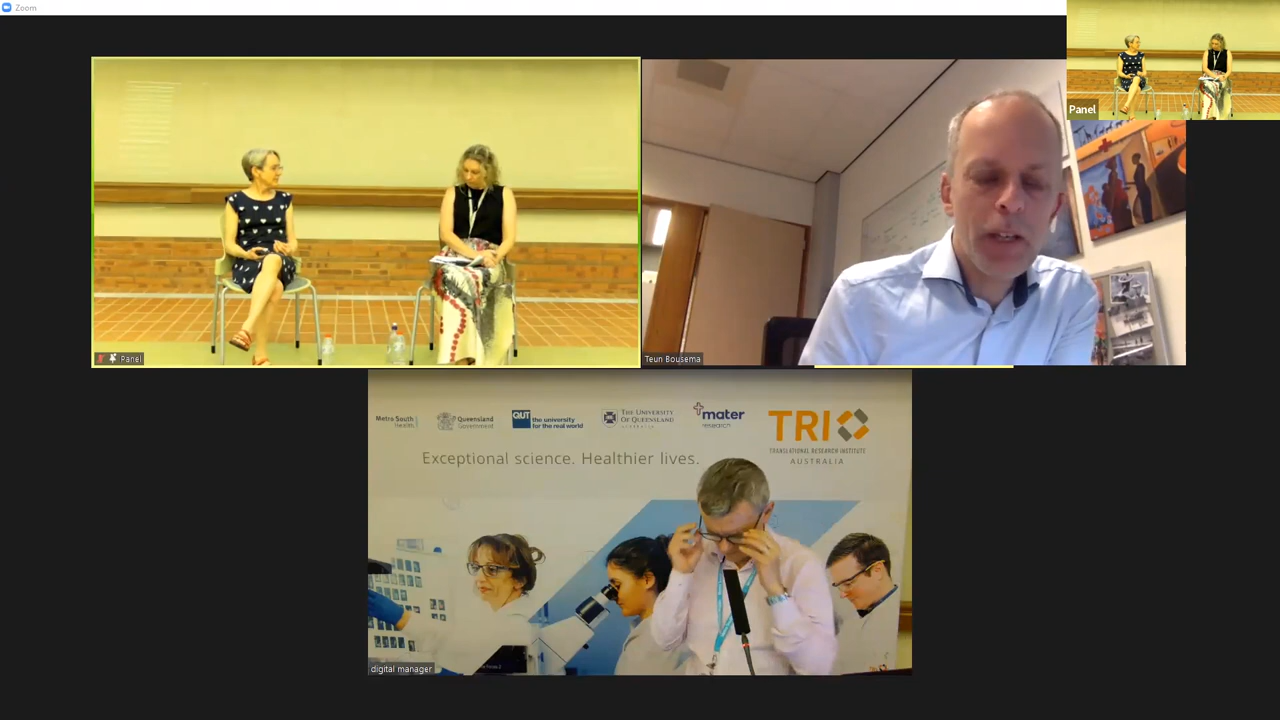 Zoom
Panel
Panel
Teun Bousema
Metro South
Health
Queensland
Government
QUT
the university
for the real world
THE UNIVERSITY
OF QUEENSLAND
AUSTRALIA
mater
research
TRI
TRANSLATIONAL RESEARCH INSTITUTE
AUSTRALIA
Exceptional science. Healthier lives.
digital manager